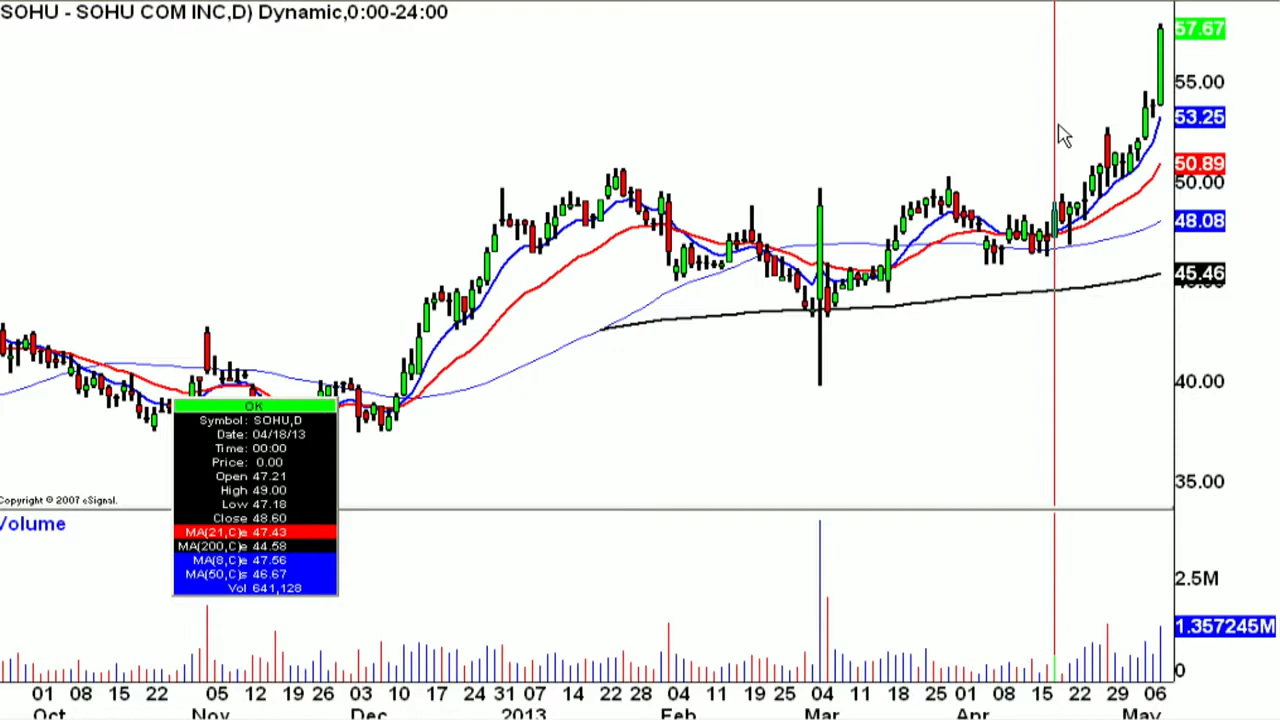 SOHU - SOHU COM INC,D) Dynamic,0:00-24:00
57.67
55.00
53.25
50.89
50.00
48.08
45.46
40.00
35.00
OK
Symbol: SOHU,D
Date: 04/18/13
Time: 00:00
Price: 0.00
Open 47.21
High 49.00
Low 47.18
Close 48.60
MA(21,C)e 47.43
MA(200,C)e 44.58
MA(8,C)e 47.56
MA(50,C)s 46.67
Vol 641,128
Copyright © 2007 eSignal.
Volume
2.5M
1.357245M
0
01 08 15 22 05 12 19 26 03 10 17 24 31 07 14 22 28 04 11 19 25 04 11 18 25 01 08 15 22 29 06
Oct Nov Dec 2013 Feb Mar Apr May